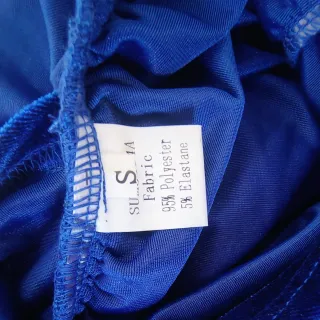 S
Fabric
95% Polyester
5% Elastane